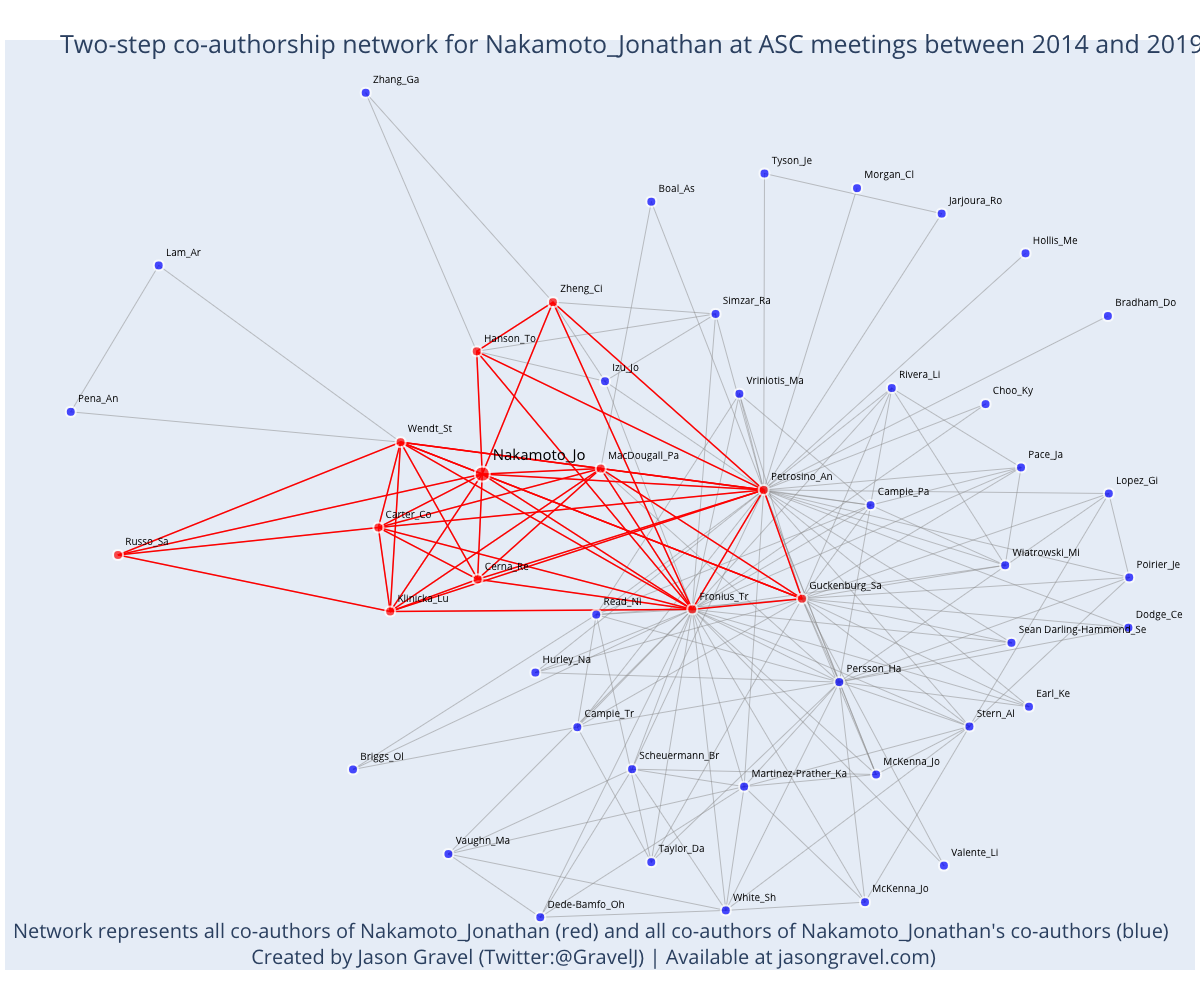 Two-step co-authorship network for Nakamoto_Jonathan at ASC meetings between 2014 and 2019
Zhang_Ga
Tyson_Je
Morgan_Cl
Boal_As
Jarjoura_Ro
Hollis_Me
Lam_Ar
Zheng_Ci
Simzar_Ra
Bradham_Do
Hanson_To
Izu_Jo
Vriniotis_Ma
Rivera_Li
Choo_Ky
Pena_An
Wendt_St
Nakamoto_Jo
MacDougall_Pa
Pace_Ja
Petrosino_An
Lopez_Gi
Campie_Pa
Carter_Co
Russo_Sa
Wiatrowski_Mi
Cerna_Re
Poirier_Je
Guckenburg_Sa
Klinicka_Lu
Read_Ni
Fronius_Tr
Dodge_Ce
Sean Darling-Hammond_Se
Hurley_Na
Persson_Ha
Earl_Ke
Campie_Tr
Stern_Al
Briggs_Ol
Scheuermann_Br
McKenna_Jo
Martinez-Prather_Ka
Vaughn_Ma
Taylor_Da
Valente_Li
McKenna_Jo
White_Sh
Dede-Bamfo_Oh
Network represents all co-authors of Nakamoto_Jonathan (red) and all co-authors of Nakamoto_Jonathan's co-authors (blue)
Created by Jason Gravel (Twitter:@GravelJ) | Available at jasongravel.com)